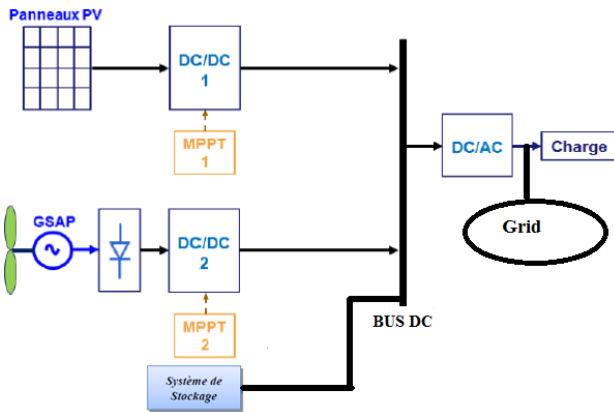 Panneaux PV
DC/DC
1
MPPT
1
DC/AC
Charge
Grid
GSAP
DC/DC
2
MPPT
2
BUS DC
Système de
Stockage